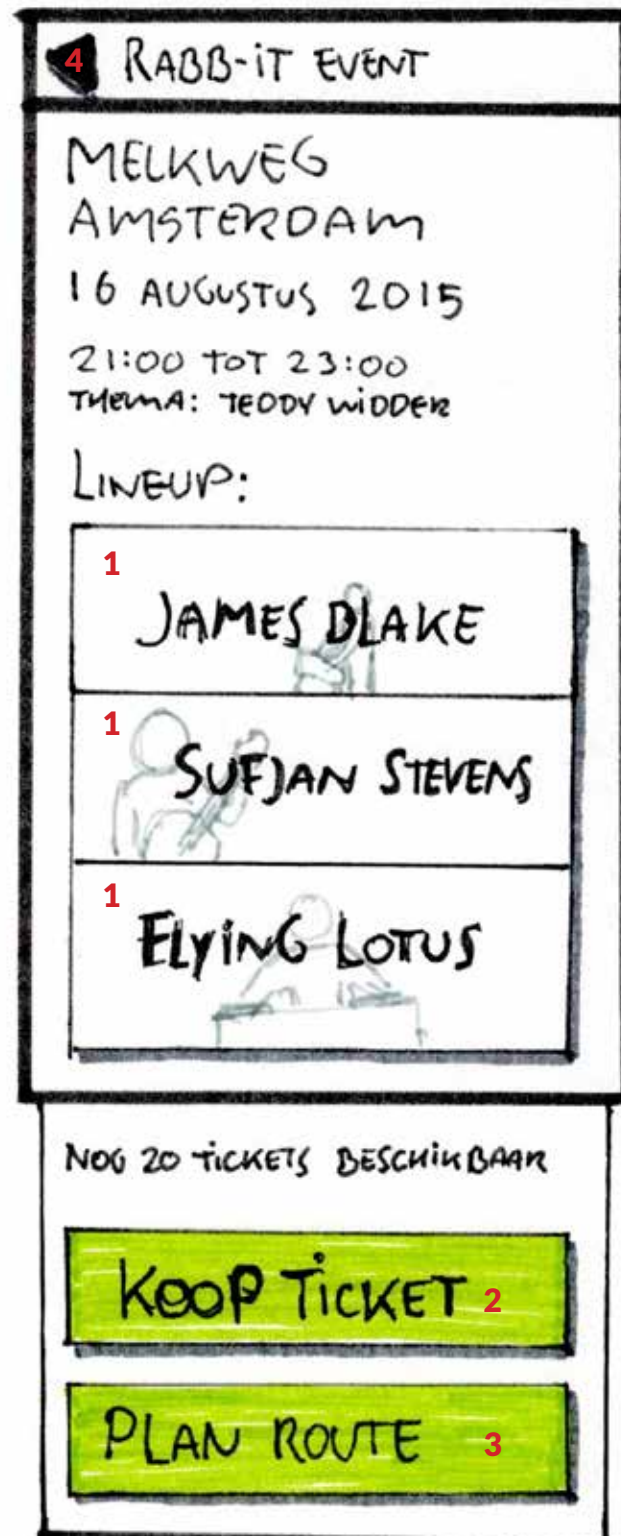 4 RABB-iT EVENT
MELKWEG
AMSTERDAM
16 AUGUSTUS 2015
21:00 TOT 23:00
THEMA: TEDDY WiDDER
LINEUP:
1
JAMES DLAKE
1
SUFJAN STEVENS
1
FLYiNG LOTUS
NOG 20 TiCKETS BESCHiKBAAR
KOOP TiCKET 2
PLAN ROUTE 3